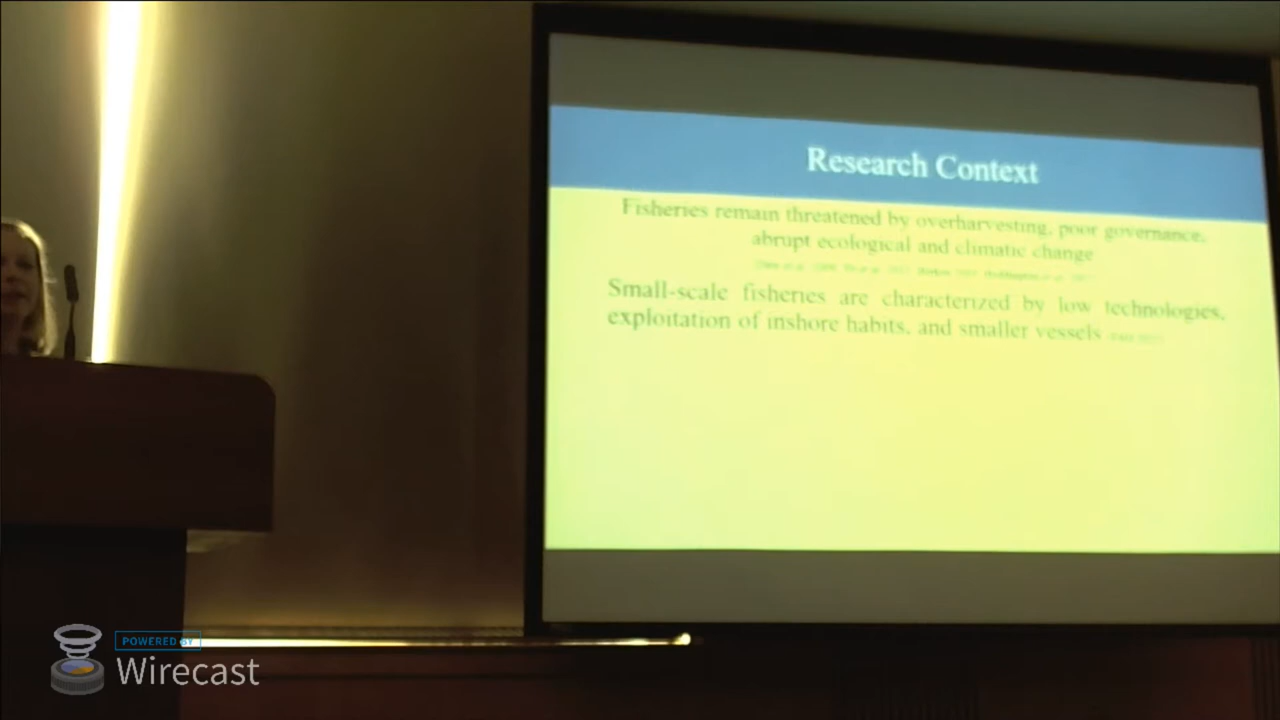 Research Context
Fisheries remain threatened by overharvesting, poor governance,
abrupt ecological and climatic change
Small-scale fisheries are characterized by low technologies,
exploitation of inshore habits, and smaller vessels
POWERED BY
Wirecast